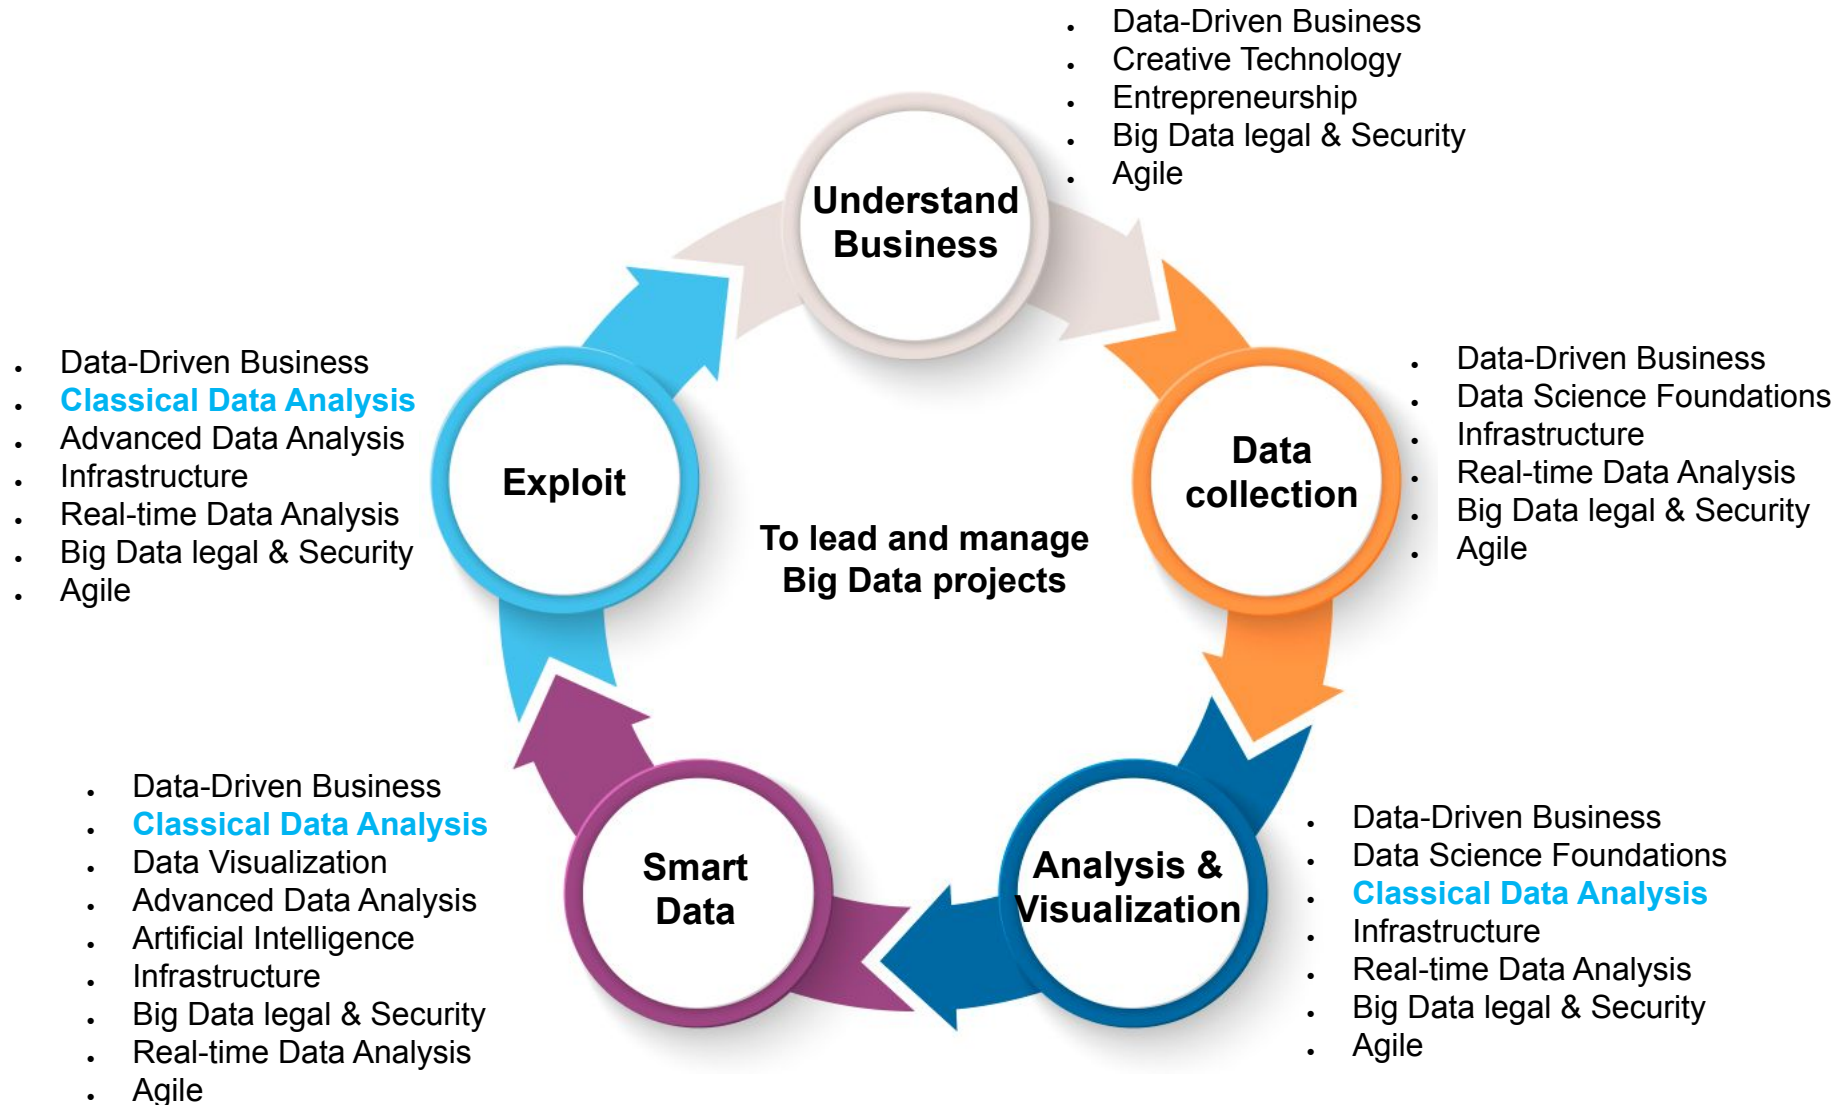 • Data-Driven Business
• Creative Technology
• Entrepreneurship
• Big Data legal & Security
• Agile
Understand
Business
• Data-Driven Business
• Data Science Foundations
• Infrastructure
• Real-time Data Analysis
• Big Data legal & Security
• Agile
Data
collection
• Data-Driven Business
• Classical Data Analysis
• Advanced Data Analysis
• Infrastructure
• Real-time Data Analysis
• Big Data legal & Security
• Agile
Exploit
To lead and manage
Big Data projects
• Data-Driven Business
• Classical Data Analysis
• Data Visualization
• Advanced Data Analysis
• Artificial Intelligence
• Infrastructure
• Big Data legal & Security
• Real-time Data Analysis
• Agile
Smart
Data
Analysis &
Visualization
• Data-Driven Business
• Data Science Foundations
• Classical Data Analysis
• Infrastructure
• Real-time Data Analysis
• Big Data legal & Security
• Agile